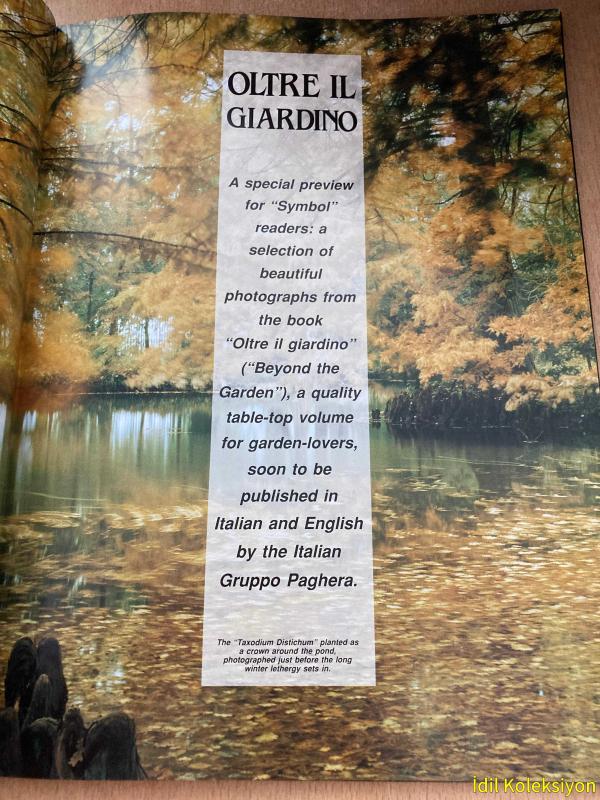 OLTRE IL
GIARDINO
A special preview
for “Symbol”
readers: a
selection of
beautiful
photographs from
the book
“Oltre il giardino”
(“Beyond the
Garden”), a quality
table-top volume
for garden-lovers,
soon to be
published in
Italian and English
by the Italian
Gruppo Paghera.
The “Taxodium Distichum” planted as
a crown around the pond,
photographed just before the long
winter lethergy sets in.
İdil Koleksiyon